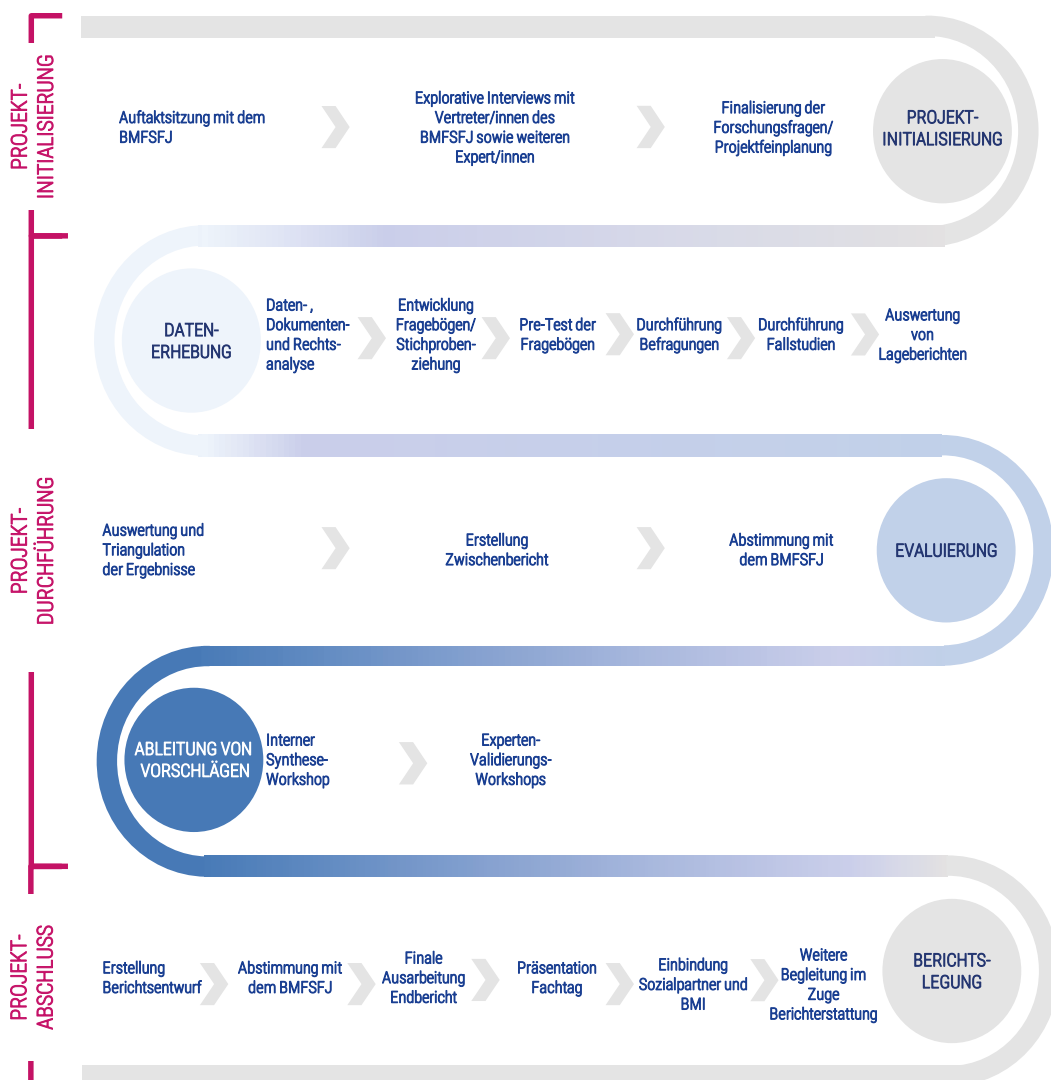 PROJEKT-
INITIALISIERUNG
Auftaktsitzung mit dem
BMFSFJ
Explorative Interviews mit
Vertreter/innen des
BMFSFJ sowie weiteren
Expert/innen
Finalisierung der
Forschungsfragen/
Projektfeinplanung
PROJEKT-
INITIALISIERUNG
PROJEKT-
DURCHFÜHRUNG
DATEN-
ERHEBUNG
Daten- ,
Dokumenten-
und Rechts-
analyse
Entwicklung
Fragebögen/
Stichproben-
ziehung
Pre-Test der
Fragebögen
Durchführung
Befragungen
Durchführung
Fallstudien
Auswertung
von
Lageberichten
Auswertung und
Triangulation
der Ergebnisse
Erstellung
Zwischenbericht
Abstimmung mit
dem BMFSFJ
EVALUIERUNG
ABLEITUNG VON
VORSCHLÄGEN
Interner
Synthese-
Workshop
Experten-
Validierungs-
Workshops
PROJEKT-
ABSCHLUSS
Erstellung
Berichtsentwurf
Abstimmung mit
dem BMFSFJ
Finale
Ausarbeitung
Endbericht
Präsentation
Fachtag
Einbindung
Sozialpartner und
BMI
Weitere
Begleitung im
Zuge
Berichterstattung
BERICHTS-
LEGUNG